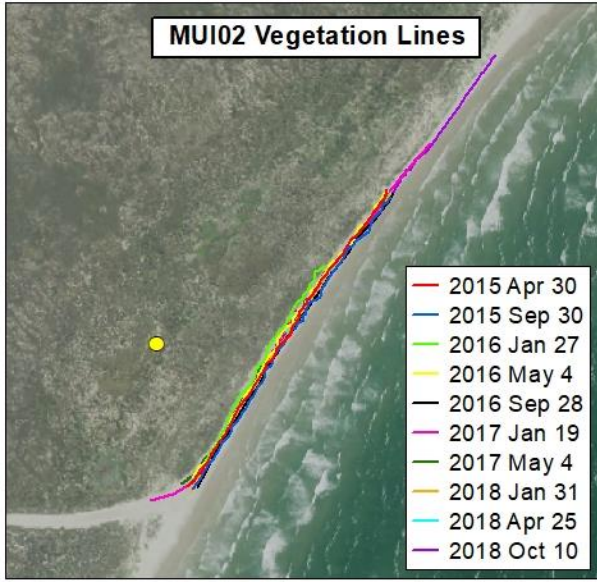 MUI02 Vegetation Lines
2015 Apr 30
2015 Sep 30
2016 Jan 27
2016 May 4
2016 Sep 28
2017 Jan 19
2017 May 4
2018 Jan 31
2018 Apr 25
2018 Oct 10